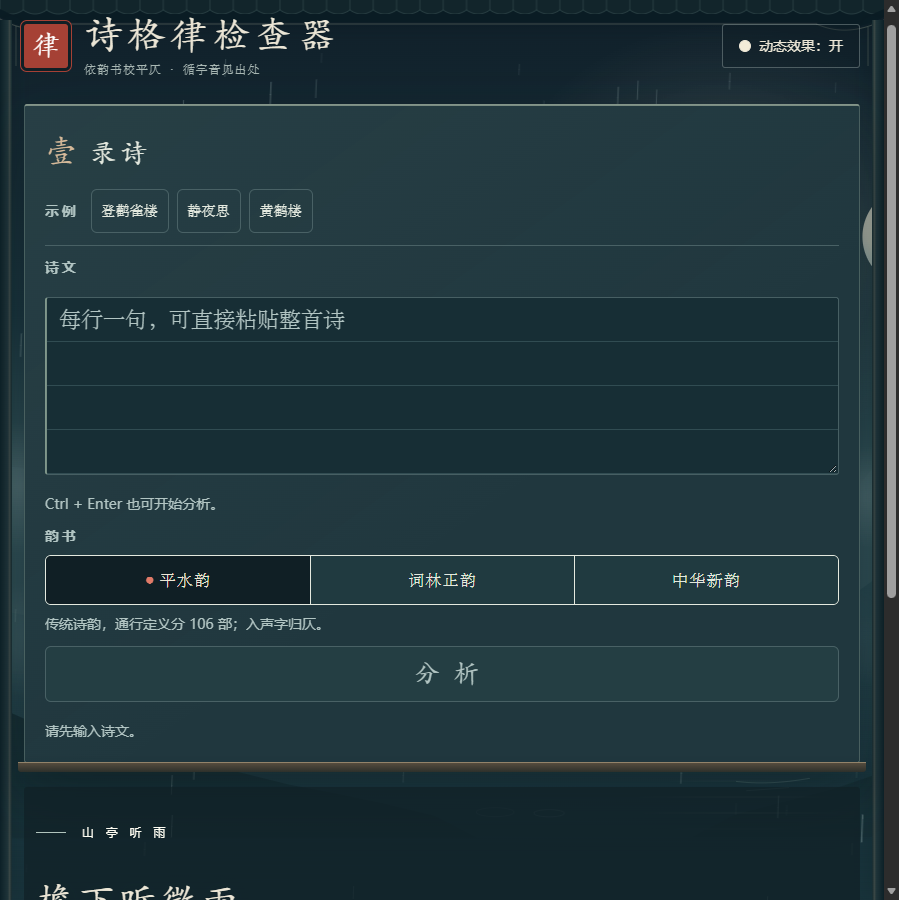 律
诗格律检查器
依韵书校平仄 · 循字音见出处
动态效果：开
壹 录诗
示例 登鹳雀楼 静夜思 黄鹤楼
诗文
每行一句，可直接粘贴整首诗
Ctrl + Enter 也可开始分析。
韵书
平水韵 词林正韵 中华新韵
传统诗韵，通行定义分 106 部；入声字归仄。
分析
请先输入诗文。
山亭听雨
檐下听微雨